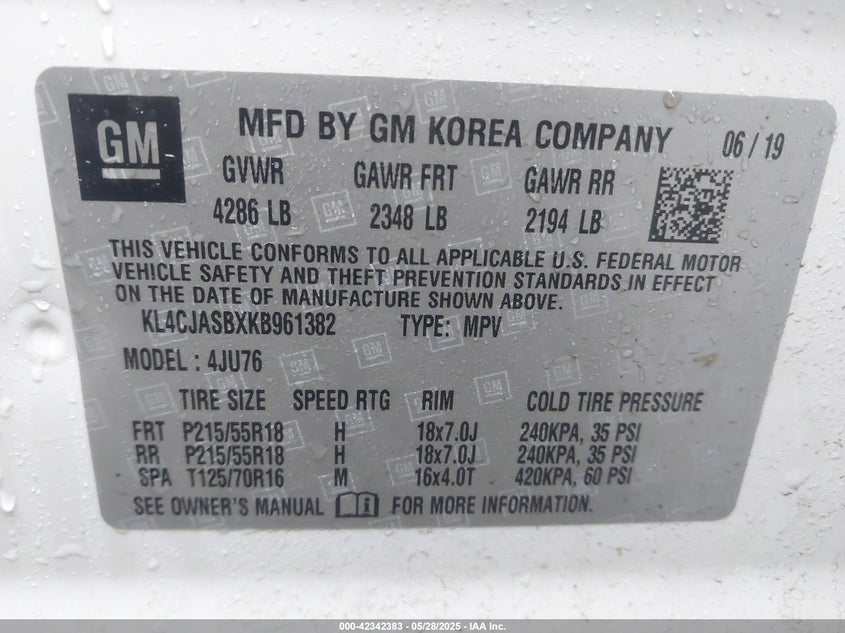 GM
MFD BY GM KOREA COMPANY 06/19
GVWR GAWR FRT GAWR RR
4286 LB 2348 LB 2194 LB
THIS VEHICLE CONFORMS TO ALL APPLICABLE U.S. FEDERAL MOTOR
VEHICLE SAFETY AND THEFT PREVENTION STANDARDS IN EFFECT
ON THE DATE OF MANUFACTURE SHOWN ABOVE.
KL4CJASBXKB961382 TYPE: MPV
MODEL: 4JU76
TIRE SIZE SPEED RTG RIM COLD TIRE PRESSURE
FRT P215/55R18 H 18x7.0J 240KPA, 35 PSI
RR P215/55R18 H 18x7.0J 240KPA, 35 PSI
SPA T125/70R16 M 16x4.0T 420KPA, 60 PSI
SEE OWNER'S MANUAL FOR MORE INFORMATION.
000-42342383 - 05/28/2025 - IAA Inc.